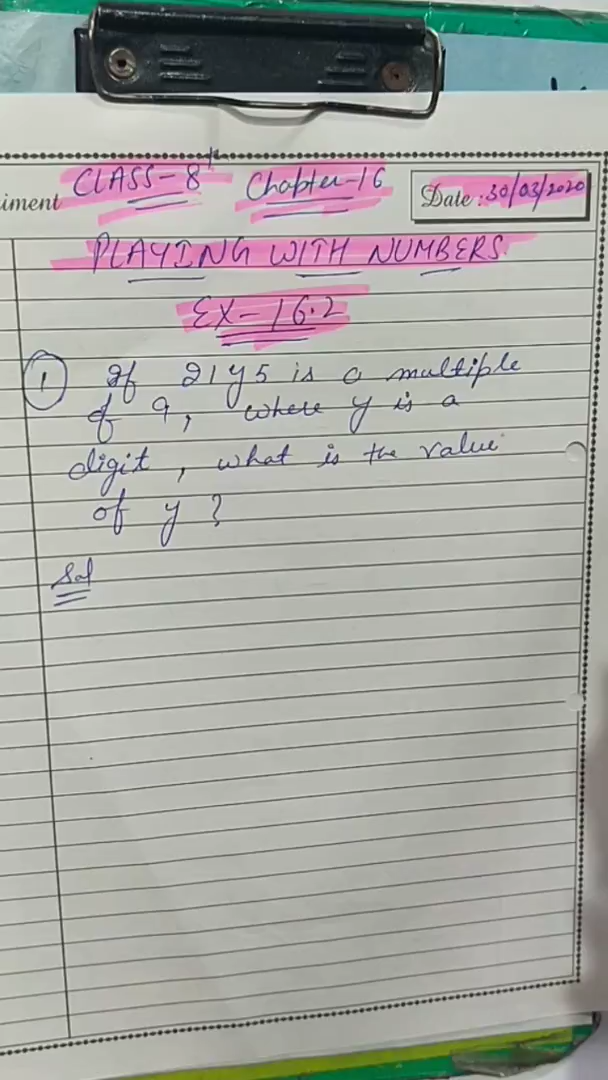 iment CLASS-8th Chapter-16 Date :30/03/2020
PLAYING WITH NUMBERS.
EX-16.2
1 If 21y5 is a multiple
of 9, where y is a
digit, what is the value
of y ?
Sol